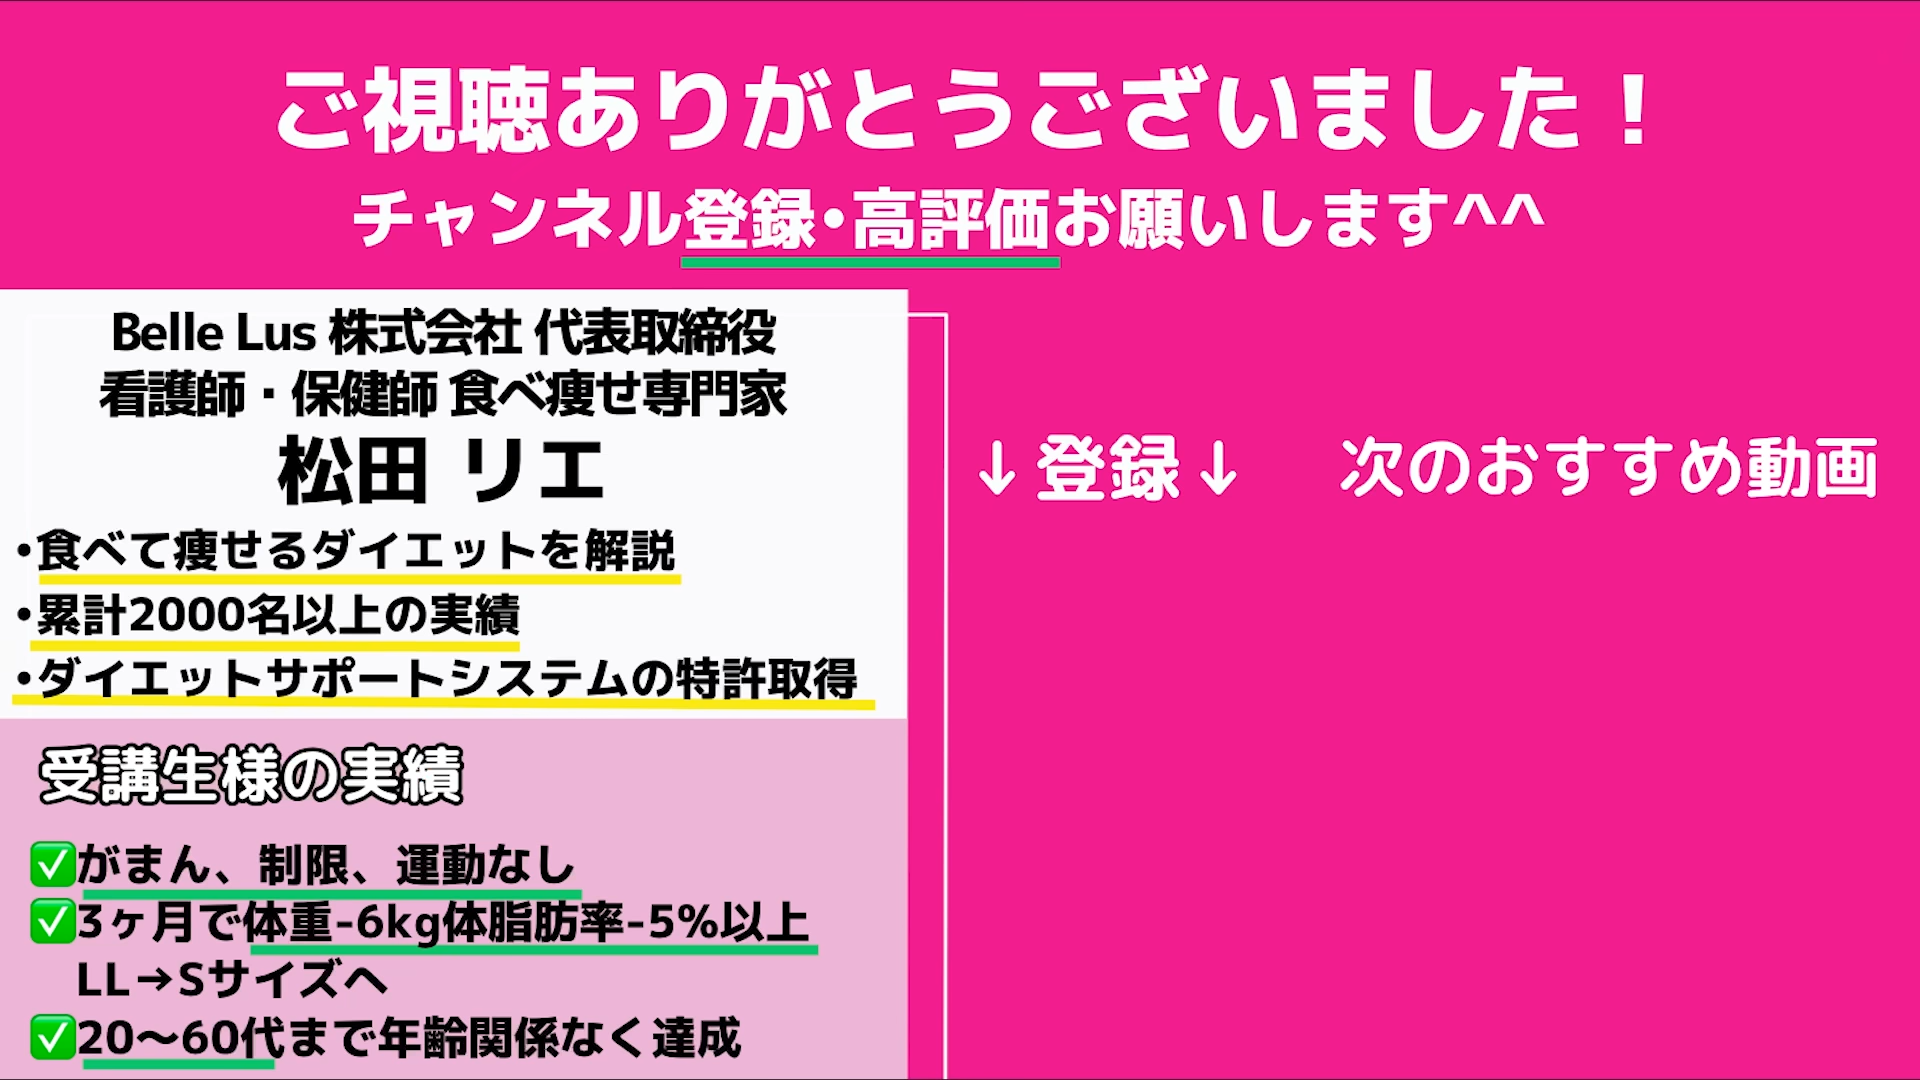 ご視聴ありがとうございました！
チャンネル登録・高評価お願いします^^
Belle Lus 株式会社 代表取締役
看護師・保健師 食べ痩せ専門家
松田 リエ
・食べて痩せるダイエットを解説
・累計2000名以上の実績
・ダイエットサポートシステムの特許取得
受講生様の実績
✅がまん、制限、運動なし
✅3ヶ月で体重-6kg体脂肪率-5%以上
LL→Sサイズへ
✅20〜60代まで年齢関係なく達成
↓登録↓
次のおすすめ動画